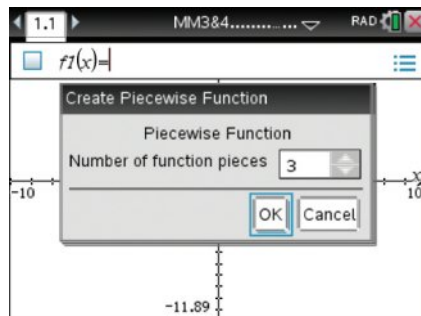 1.1 MM3&4........ ... RAD
f1(x)=
Create Piecewise Function
Piecewise Function
Number of function pieces 3
OK Cancel
-10 x
10
-11.89